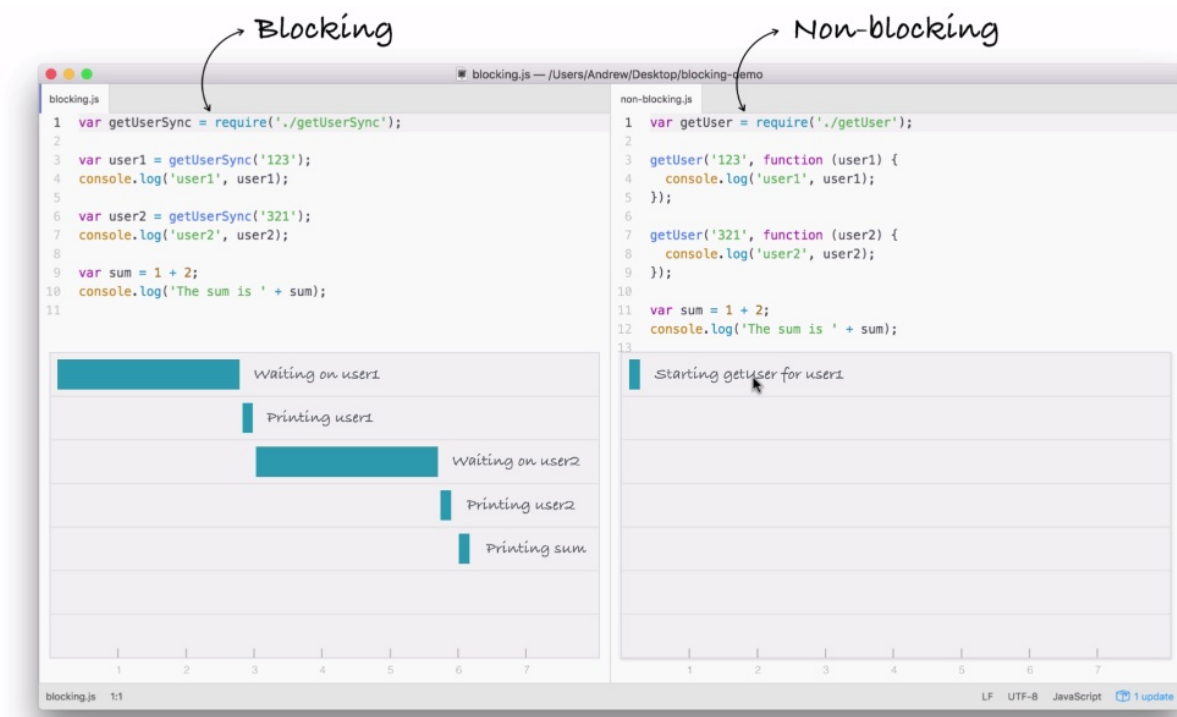 Blocking
Non-blocking
blocking.js — /Users/Andrew/Desktop/blocking-demo
blocking.js
1 var getUserSync = require('./getUserSync');
2
3 var user1 = getUserSync('123');
4 console.log('user1', user1);
5
6 var user2 = getUserSync('321');
7 console.log('user2', user2);
8
9 var sum = 1 + 2;
10 console.log('The sum is ' + sum);
11
Waiting on user1
Printing user1
Waiting on user2
Printing user2
Printing sum
1 2 3 4 5 6 7
non-blocking.js
1 var getUser = require('./getUser');
2
3 getUser('123', function (user1) {
4   console.log('user1', user1);
5 });
6
7 getUser('321', function (user2) {
8   console.log('user2', user2);
9 });
10
11 var sum = 1 + 2;
12 console.log('The sum is ' + sum);
13
Starting getUser for user1
1 2 3 4 5 6 7
blocking.js 1:1
LF UTF-8 JavaScript 1 update